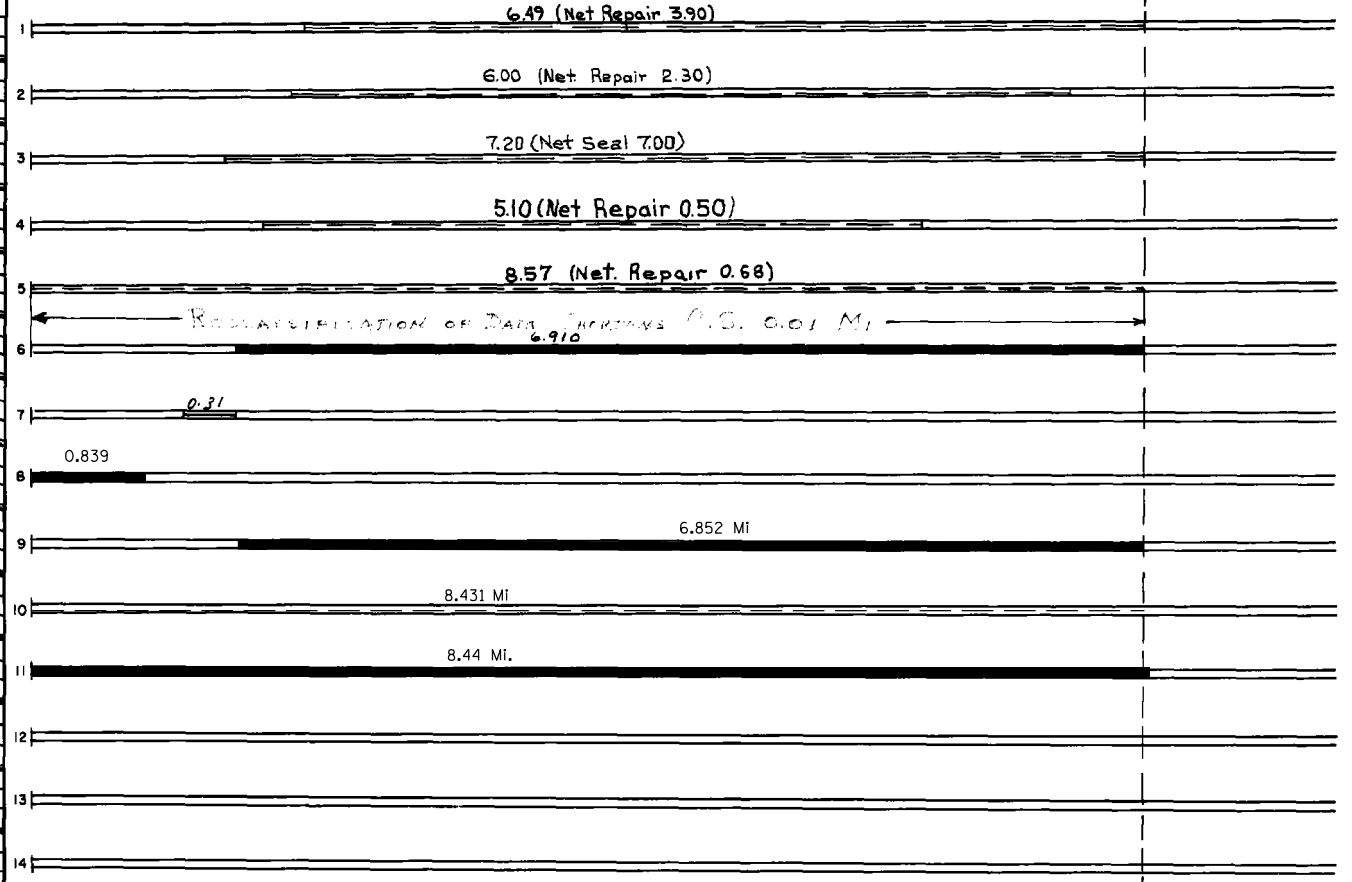 6.49 (Net Repair 3.90)
1
6.00 (Net. Repair 2.30)
2
7.20 (Net Seal 7.00)
3
5.10 (Net Repair 0.50)
4
8.57 (Net. Repair 0.68)
5
OF 0.01 MI
6.910
6
0.31
7
0.839
8
6.852 Mi
9
8.431 Mi
10
8.44 Mi.
11
12
13
14